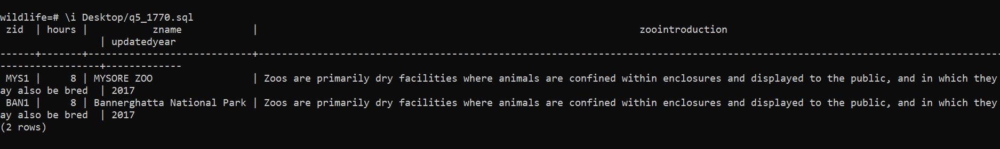 wildlife=# \i Desktop/q5_1770.sql
 zid  | hours |           zname            |                                                                 zoointroduction
                 | updatedyear
------+-------+----------------------------+------------------------------------------------------------------------------------------------------------------------------
-----------------+-------------
 MYS1 |     8 | MYSORE ZOO                 | Zoos are primarily dry facilities where animals are confined within enclosures and displayed to the public, and in which they
ay also be bred  | 2017
 BAN1 |     8 | Bannerghatta National Park | Zoos are primarily dry facilities where animals are confined within enclosures and displayed to the public, and in which they
ay also be bred  | 2017
(2 rows)